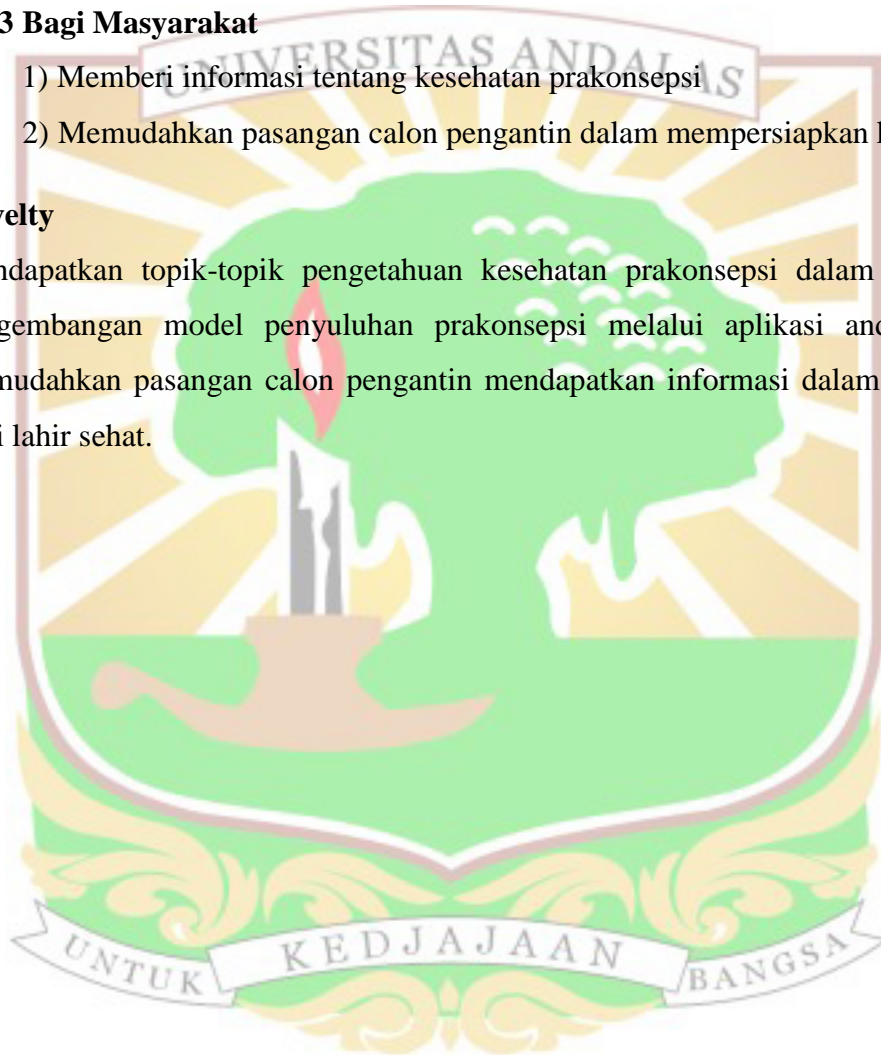 3 Bagi Masyarakat
UNIVERSITAS ANDALAS
1) Memberi informasi tentang kesehatan prakonsepsi
2) Memudahkan pasangan calon pengantin dalam mempersiapkan
velty
ndapatkan topik-topik pengetahuan kesehatan prakonsepsi dalam
gembangan model penyuluhan prakonsepsi melalui aplikasi and
mudahkan pasangan calon pengantin mendapatkan informasi dalam
i lahir sehat.
UNTUK KEDJAJAAN BANGSA